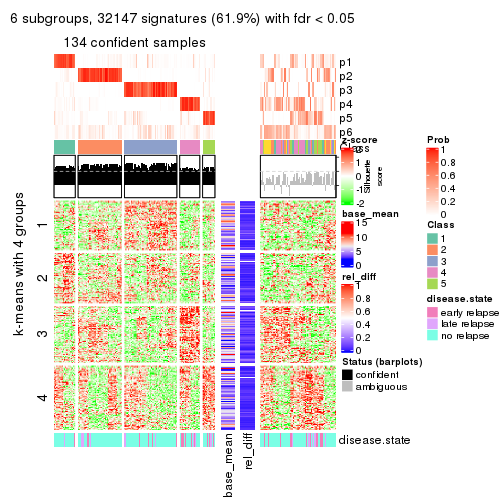 6 subgroups, 32147 signatures (61.9%) with fdr < 0.05
134 confident samples
p1
p2
p3
p4
p5
p6
Class
z-score
2
1
0
-1
-2
Silhouette
score
k-means with 4 groups
1
2
3
4
base_mean
15
10
5
0
rel_diff
1
0.8
0.6
0.4
0.2
0
Status (barplots)
confident
ambiguous
Prob
1
0.8
0.6
0.4
0.2
0
Class
1
2
3
4
5
disease.state
early relapse
late relapse
no relapse
disease.state
base_mean
rel_diff